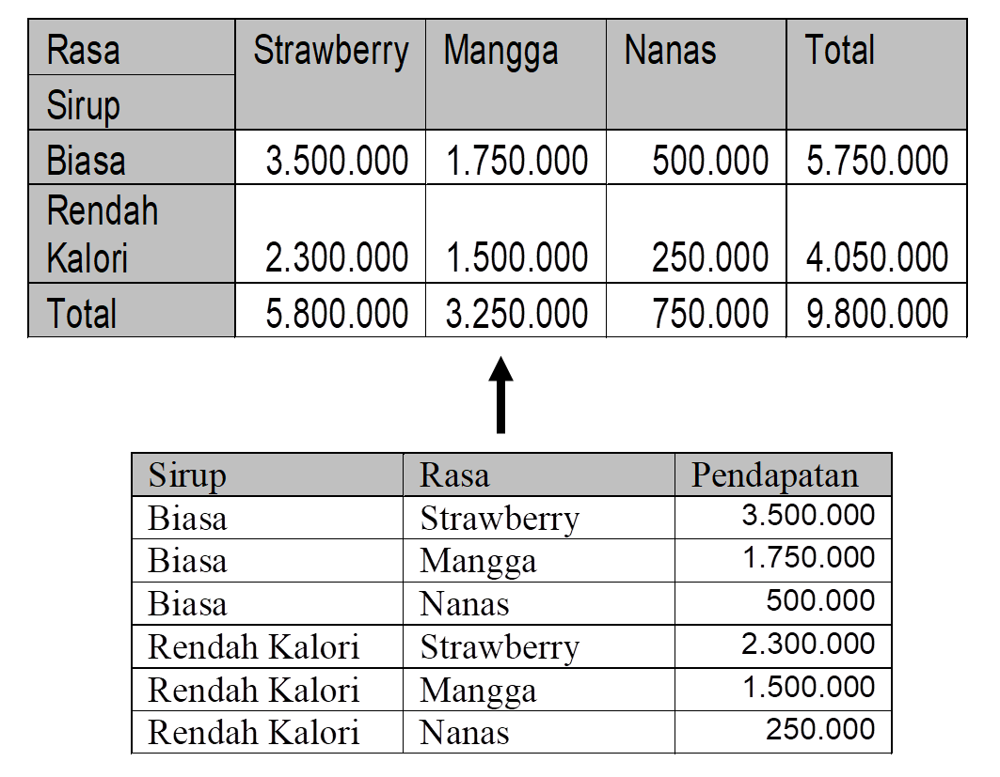 Rasa Strawberry Mangga Nanas Total
Sirup
Biasa 3.500.000 1.750.000 500.000 5.750.000
Rendah
Kalori 2.300.000 1.500.000 250.000 4.050.000
Total 5.800.000 3.250.000 750.000 9.800.000
Sirup Rasa Pendapatan
Biasa Strawberry 3.500.000
Biasa Mangga 1.750.000
Biasa Nanas 500.000
Rendah Kalori Strawberry 2.300.000
Rendah Kalori Mangga 1.500.000
Rendah Kalori Nanas 250.000